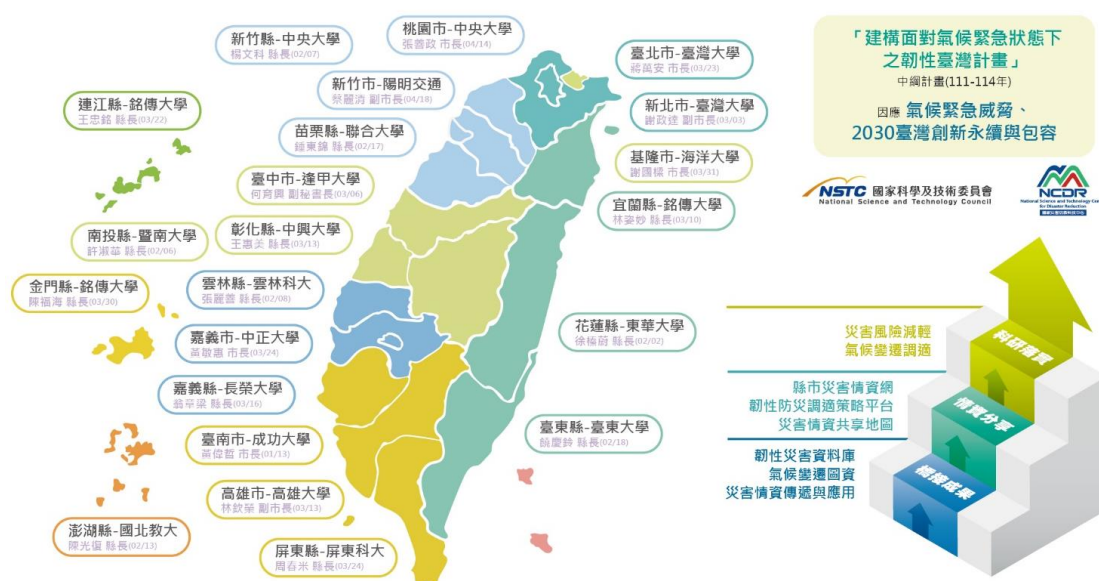 新竹縣-中央大學
楊文科 縣長(02/07)
桃園市-中央大學
張善政 市長(04/14)
新竹市-陽明交通
蔡麗清 副市長(04/18)
苗栗縣-聯合大學
鍾東錦 縣長(02/17)
連江縣-銘傳大學
王忠銘 縣長(03/22)
臺中市-逢甲大學
何育興 副秘書長(03/06)
南投縣-暨南大學
許淑華 縣長(02/06)
彰化縣-中興大學
王惠美 縣長(03/13)
金門縣-銘傳大學
陳福海 縣長(03/30)
雲林縣-雲林科大
張麗善 縣長(02/08)
嘉義市-中正大學
黃敏惠 市長(03/24)
嘉義縣-長榮大學
翁章梁 縣長(03/16)
臺南市-成功大學
黃偉哲 市長(01/13)
高雄市-高雄大學
林欽榮 副市長(03/13)
澎湖縣-國北教大
陳光復 縣長(02/13)
屏東縣-屏東科大
周春米 縣長(03/24)
臺北市-臺灣大學
蔣萬安 市長(03/23)
新北市-臺灣大學
謝政達 副市長(03/03)
基隆市-海洋大學
謝國樑 市長(03/31)
宜蘭縣-銘傳大學
林姿妙 縣長(03/10)
花蓮縣-東華大學
徐榛蔚 縣長(02/02)
臺東縣-臺東大學
饒慶鈴 縣長(02/18)
「建構面對氣候緊急狀態下
之韌性臺灣計畫」
中綱計畫(111-114年)
因應 氣候緊急威脅、
2030臺灣創新永續與包容
NSTC 國家科學及技術委員會
National Science and Technology Council
NCDR
National Science and Technology Center
for Disaster Reduction
國家災害防救科技中心
災害風險減輕
氣候變遷調適
科研落實
縣市災害情資網
韌性防災調適策略平台
災害情資共享地圖
情資分享
韌性災害資料庫
氣候變遷圖資
災害情資傳遞與應用
橋接成果